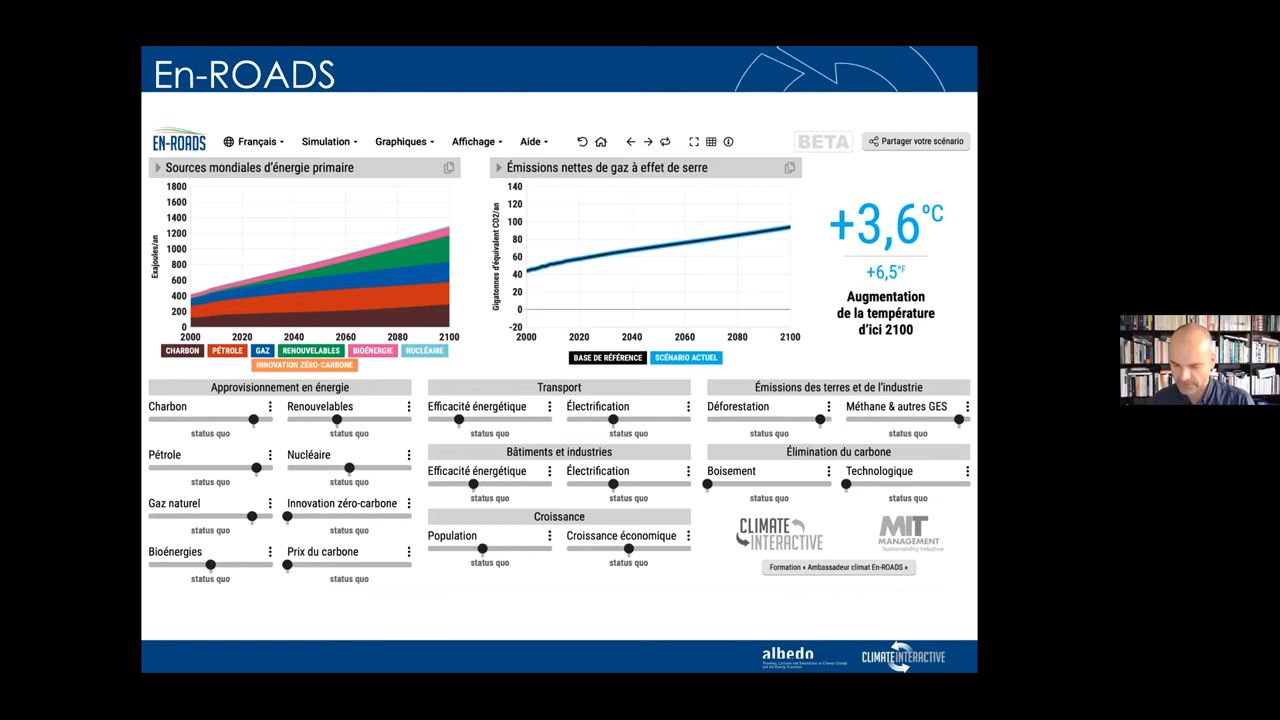 En-ROADS
EN-ROADS
Français
Simulation
Graphiques
Affichage
Aide
BETA
Partager votre scénario
Sources mondiales d'énergie primaire
Exajoules/an
1800
1600
1400
1200
1000
800
600
400
200
0
2000 2020 2040 2060 2080 2100
CHARBON PÉTROLE GAZ RENOUVELABLES BIOÉNERGIE NUCLÉAIRE
INNOVATION ZÉRO-CARBONE
Émissions nettes de gaz à effet de serre
Gigatonnes d'équivalent CO2/an
140
120
100
80
60
40
20
0
-20
2000 2020 2040 2060 2080 2100
BASE DE RÉFÉRENCE SCÉNARIO ACTUEL
+3,6°C
+6,5°F
Augmentation
de la température
d'ici 2100
Approvisionnement en énergie
Charbon
status quo
Renouvelables
status quo
Pétrole
status quo
Nucléaire
status quo
Gaz naturel
status quo
Innovation zéro-carbone
status quo
Bioénergies
status quo
Prix du carbone
status quo
Transport
Efficacité énergétique
status quo
Électrification
status quo
Bâtiments et industries
Efficacité énergétique
status quo
Électrification
status quo
Croissance
Population
status quo
Croissance économique
status quo
Émissions des terres et de l'industrie
Déforestation
status quo
Méthane & autres GES
status quo
Élimination du carbone
Boisement
status quo
Technologique
status quo
CLIMATE
INTERACTIVE
MIT
MANAGEMENT
Sustainability Initiative
Formation « Ambassadeur climat En-ROADS »
albedo
CLIMATE INTERACTIVE